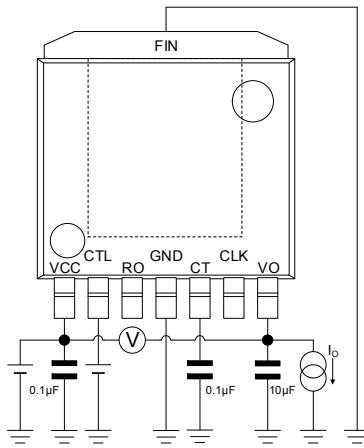 FIN
VCC CTL RO GND CT CLK VO
V
0.1µF 0.1µF 10µF Io